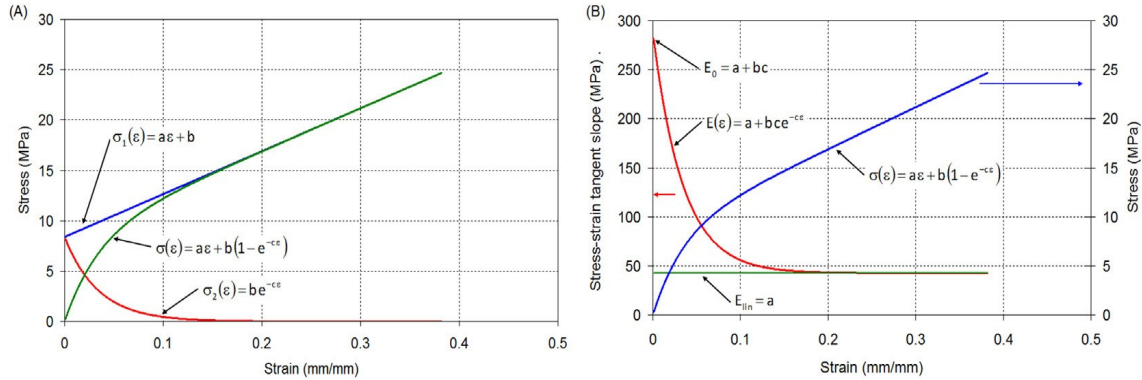 (A)
30
25
20
15
10
5
0
Stress (MPa)
σ₁(ε) = aε + b
σ(ε) = aε + b(1 − e^{-cε})
σ₂(ε) = be^{-cε}
0 0.1 0.2 0.3 0.4 0.5
Strain (mm/mm)
(B)
300
250
200
150
100
50
0
Stress-strain tangent slope (MPa) .
E₀ = a + bc
E(ε) = a + bce^{-cε}
σ(ε) = aε + b(1 − e^{-cε})
E_{lin} = a
30
25
20
15
10
5
0
Stress (MPa)
0 0.1 0.2 0.3 0.4 0.5
Strain (mm/mm)